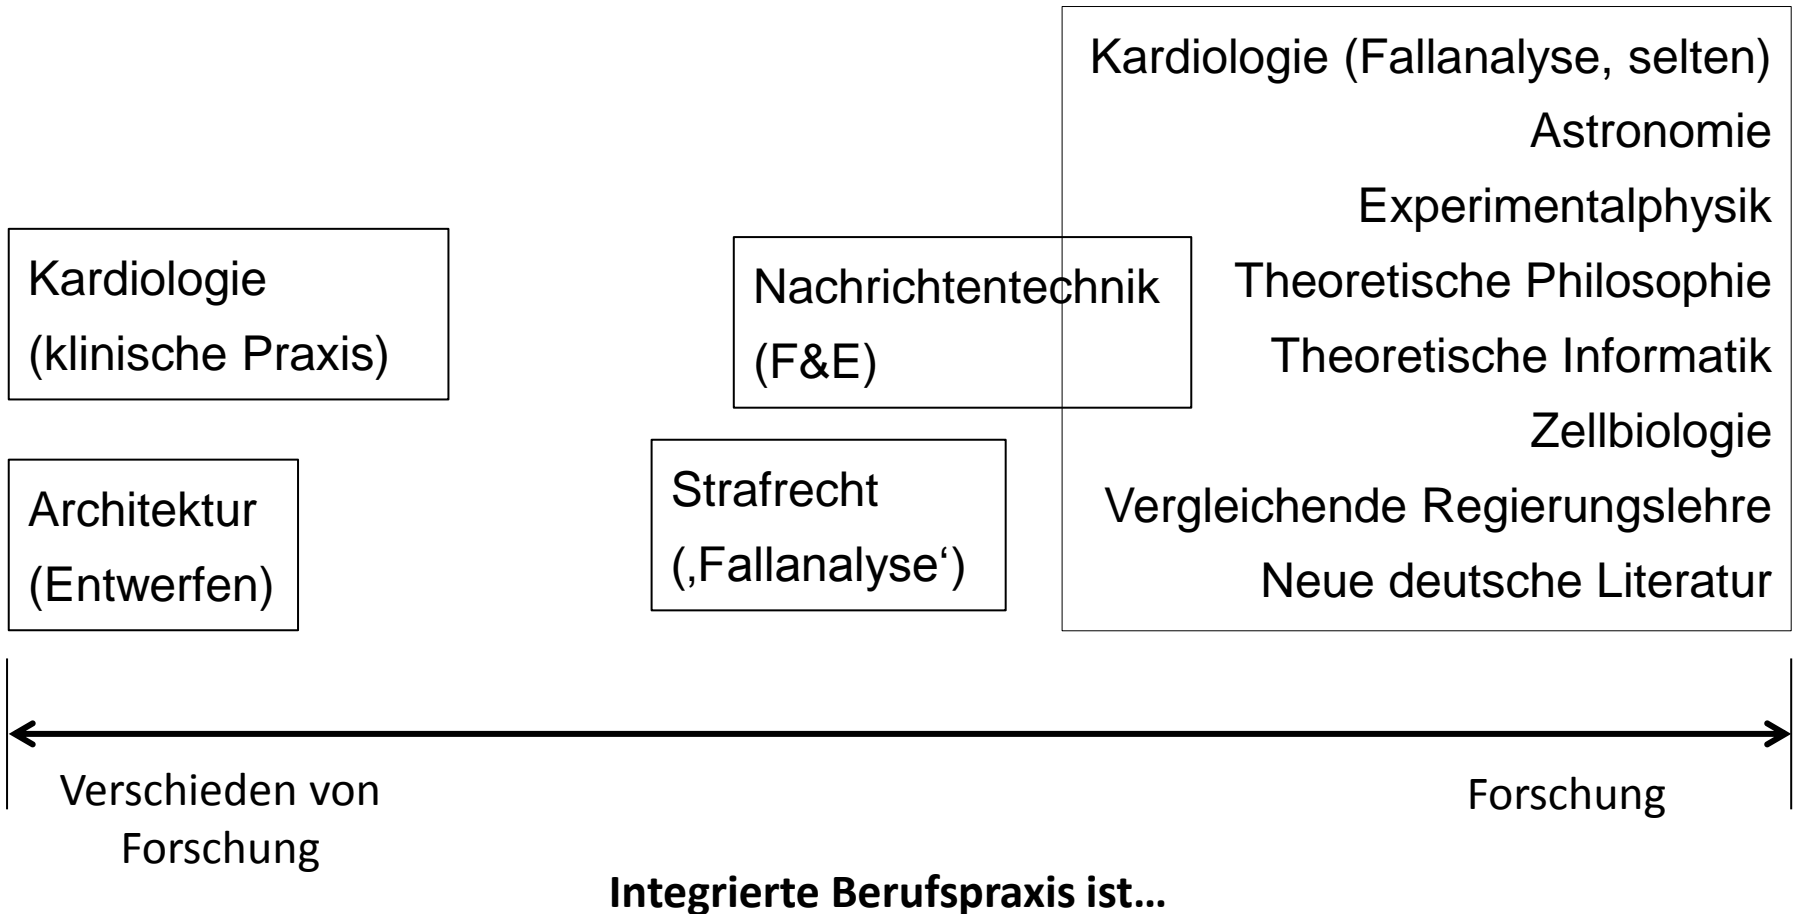 Kardiologie
(klinische Praxis)
Architektur
(Entwerfen)
Nachrichtentechnik
(F&E)
Strafrecht
(‚Fallanalyse‘)
Kardiologie (Fallanalyse, selten)
Astronomie
Experimentalphysik
Theoretische Philosophie
Theoretische Informatik
Zellbiologie
Vergleichende Regierungslehre
Neue deutsche Literatur
Verschieden von
Forschung
Forschung
Integrierte Berufspraxis ist...